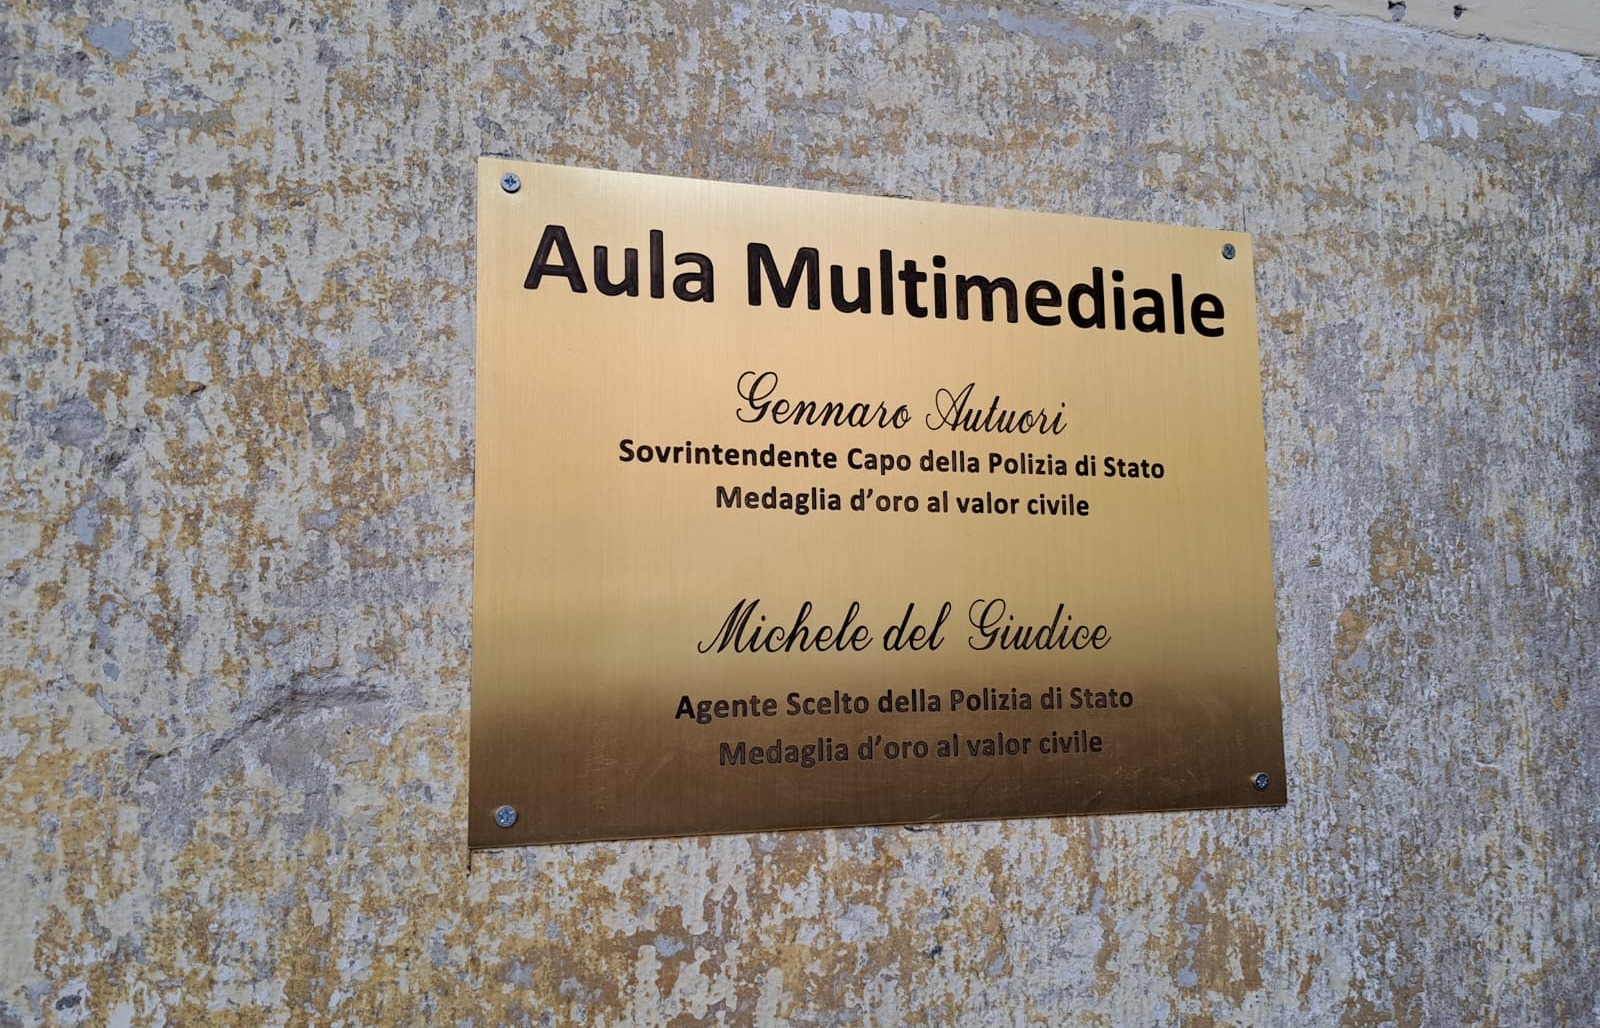 Aula Multimediale
Gennaro Autuori
Sovrintendente Capo della Polizia di Stato
Medaglia d'oro al valor civile
Michele del Giudice
Agente Scelto della Polizia di Stato
Medaglia d'oro al valor civile